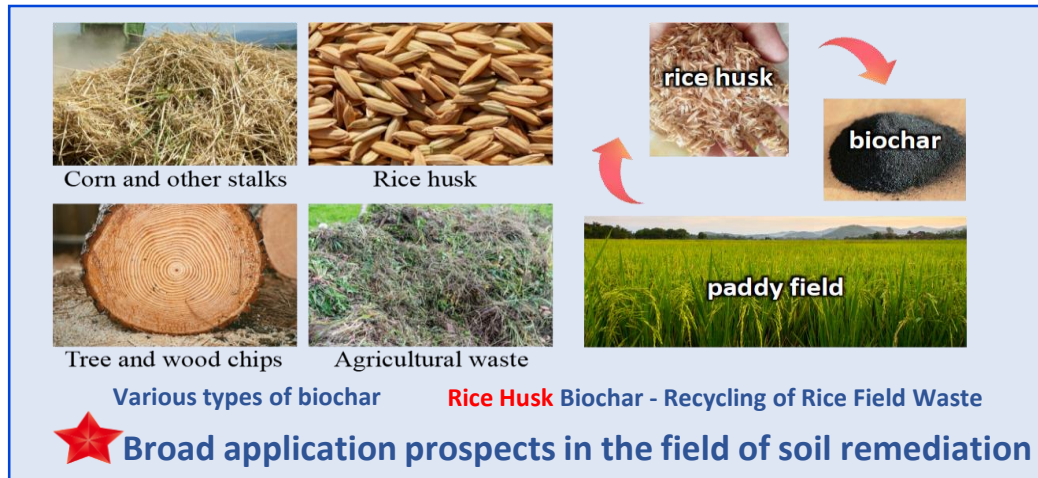 Corn and other stalks
Rice husk
Tree and wood chips
Agricultural waste
Various types of biochar
rice husk
biochar
paddy field
Rice Husk Biochar - Recycling of Rice Field Waste
Broad application prospects in the field of soil remediation